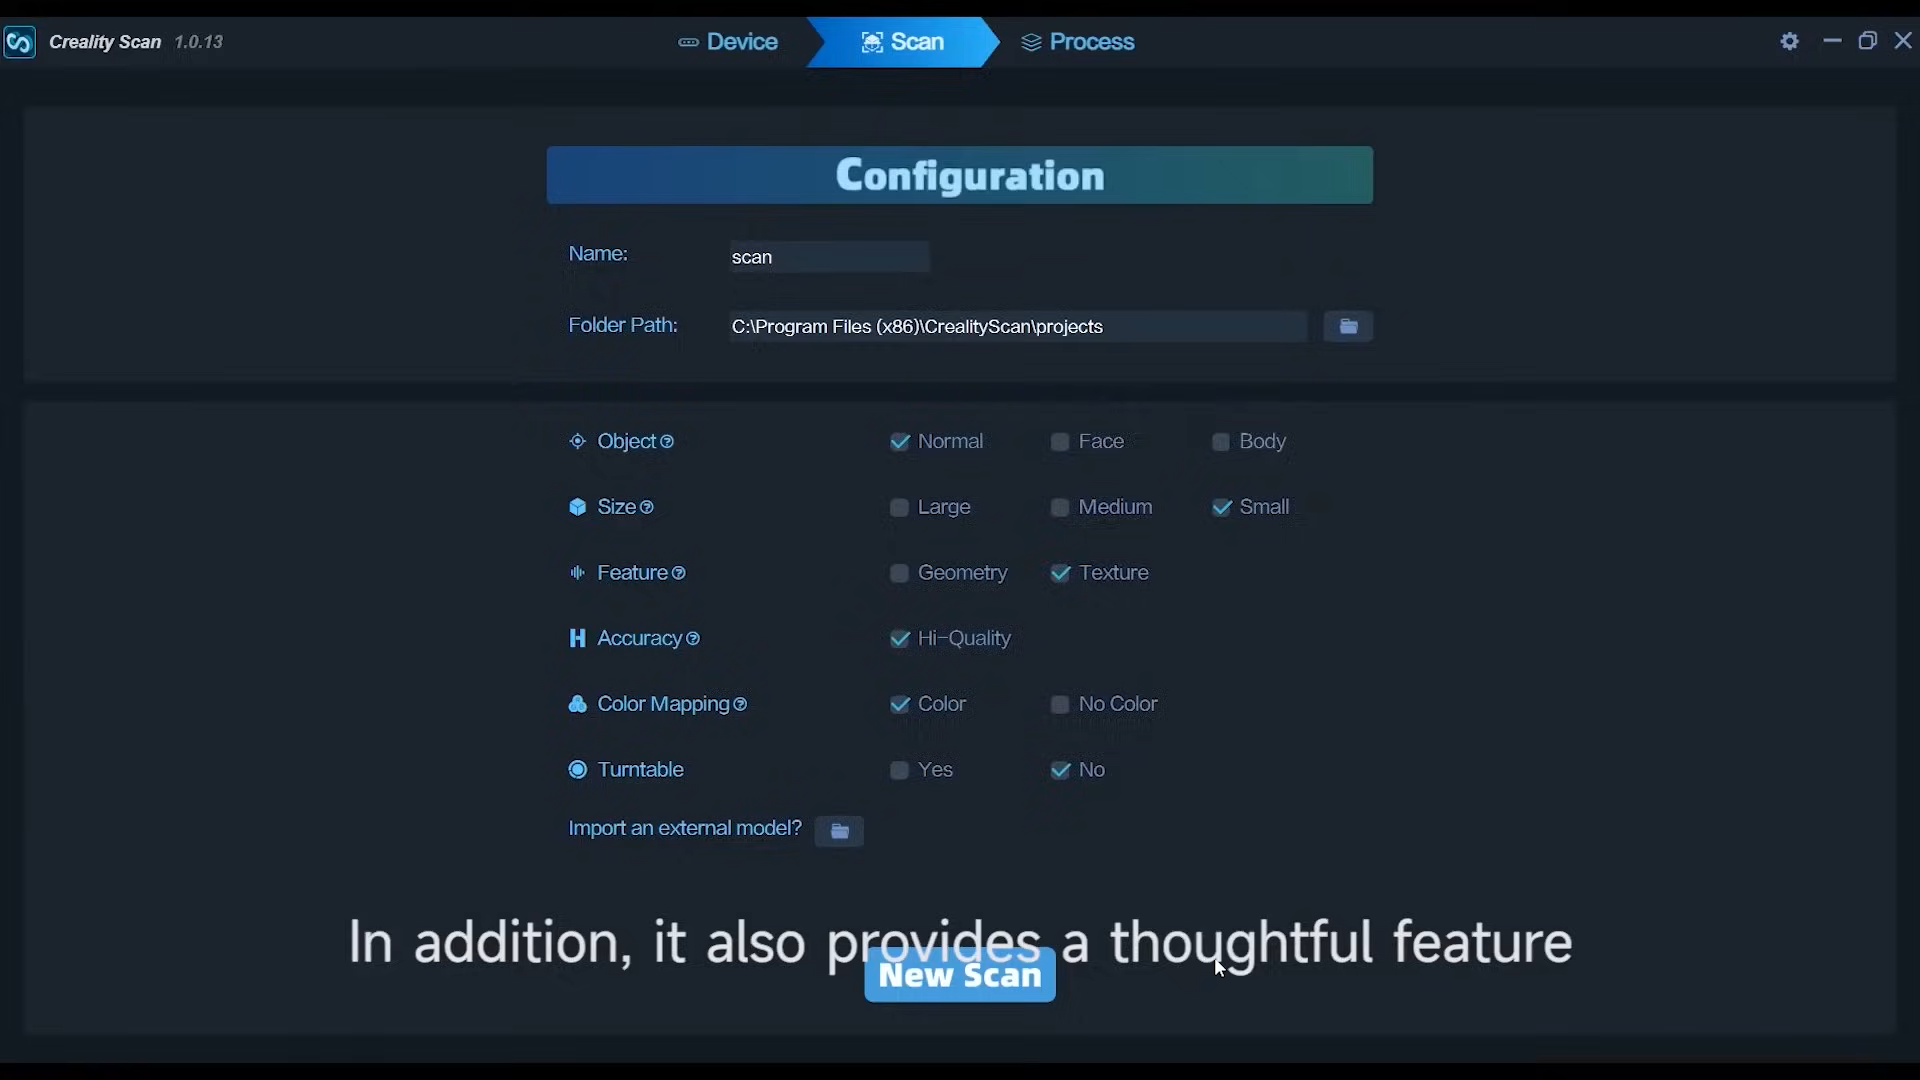 Creality Scan 1.0.13
Device
Scan
Process
Configuration
Name:
scan
Folder Path:
C:\Program Files (x86)\CrealityScan\projects
Object
Normal
Face
Body
Size
Large
Medium
Small
Feature
Geometry
Texture
Accuracy
Hi-Quality
Color Mapping
Color
No Color
Turntable
Yes
No
Import an external model?
In addition, it also provides a thoughtful feature
New Scan